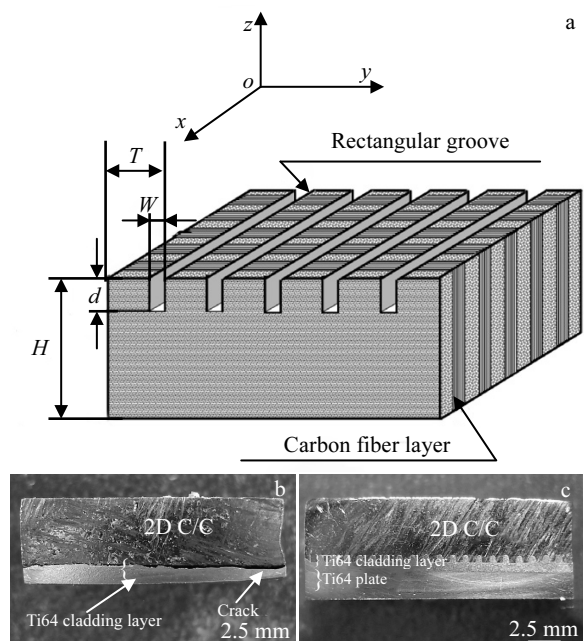 a
z
o
y
x
Rectangular groove
T
W
d
H
Carbon fiber layer
b
2D C/C
Ti64 cladding layer
Crack
2.5 mm
c
2D C/C
Ti64 cladding layer
Ti64 plate
2.5 mm